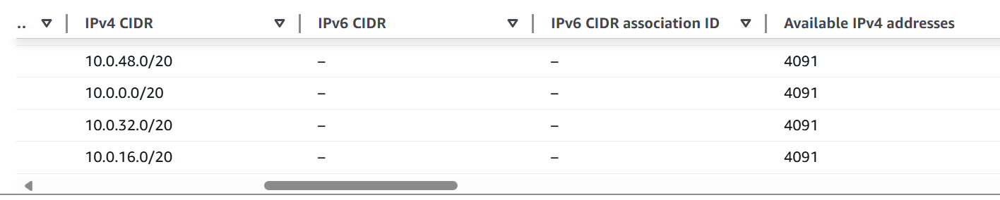 .. IPv4 CIDR IPv6 CIDR IPv6 CIDR association ID Available IPv4 addresses
10.0.48.0/20 – – 4091
10.0.0.0/20 – – 4091
10.0.32.0/20 – – 4091
10.0.16.0/20 – – 4091